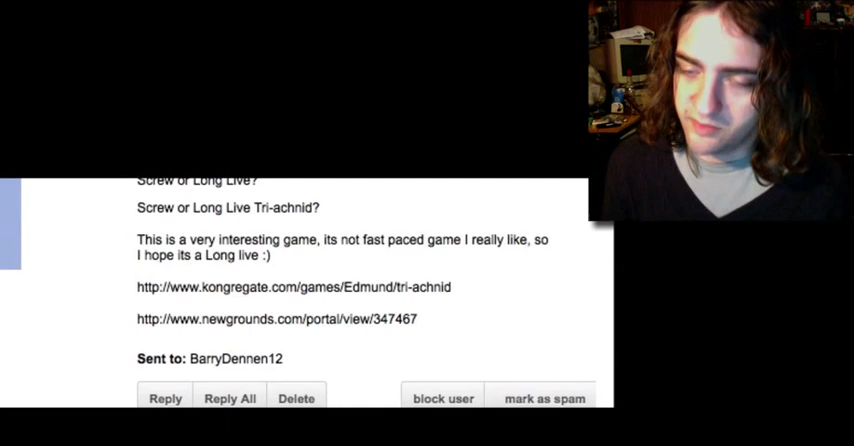 Screw or Long Live?
Screw or Long Live Tri-achnid?
This is a very interesting game, its not fast paced game I really like, so
I hope its a Long live :)
http://www.kongregate.com/games/Edmund/tri-achnid
http://www.newgrounds.com/portal/view/347467
Sent to: BarryDennen12
Reply Reply All Delete block user mark as spam